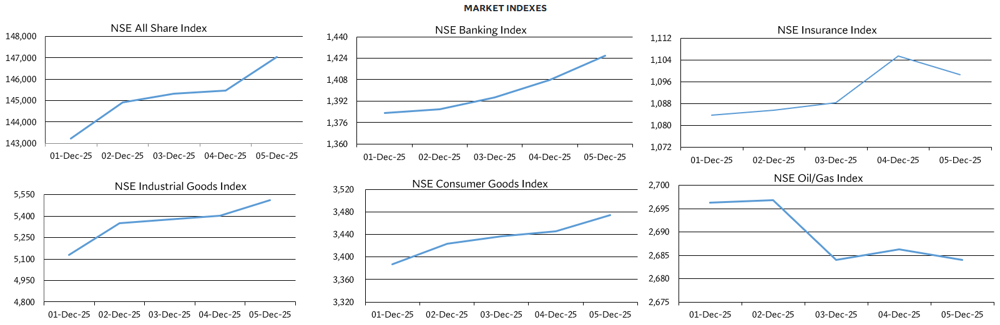 MARKET INDEXES
NSE All Share Index
148,000
147,000
146,000
145,000
144,000
143,000
01-Dec-25 02-Dec-25 03-Dec-25 04-Dec-25 05-Dec-25
NSE Banking Index
1,440
1,424
1,408
1,392
1,376
1,360
01-Dec-25 02-Dec-25 03-Dec-25 04-Dec-25 05-Dec-25
NSE Insurance Index
1,112
1,104
1,096
1,088
1,080
1,072
01-Dec-25 02-Dec-25 03-Dec-25 04-Dec-25 05-Dec-25
NSE Industrial Goods Index
5,550
5,400
5,250
5,100
4,950
4,800
01-Dec-25 02-Dec-25 03-Dec-25 04-Dec-25 05-Dec-25
NSE Consumer Goods Index
3,520
3,480
3,440
3,400
3,360
3,320
01-Dec-25 02-Dec-25 03-Dec-25 04-Dec-25 05-Dec-25
NSE Oil/Gas Index
2,700
2,695
2,690
2,685
2,680
2,675
01-Dec-25 02-Dec-25 03-Dec-25 04-Dec-25 05-Dec-25